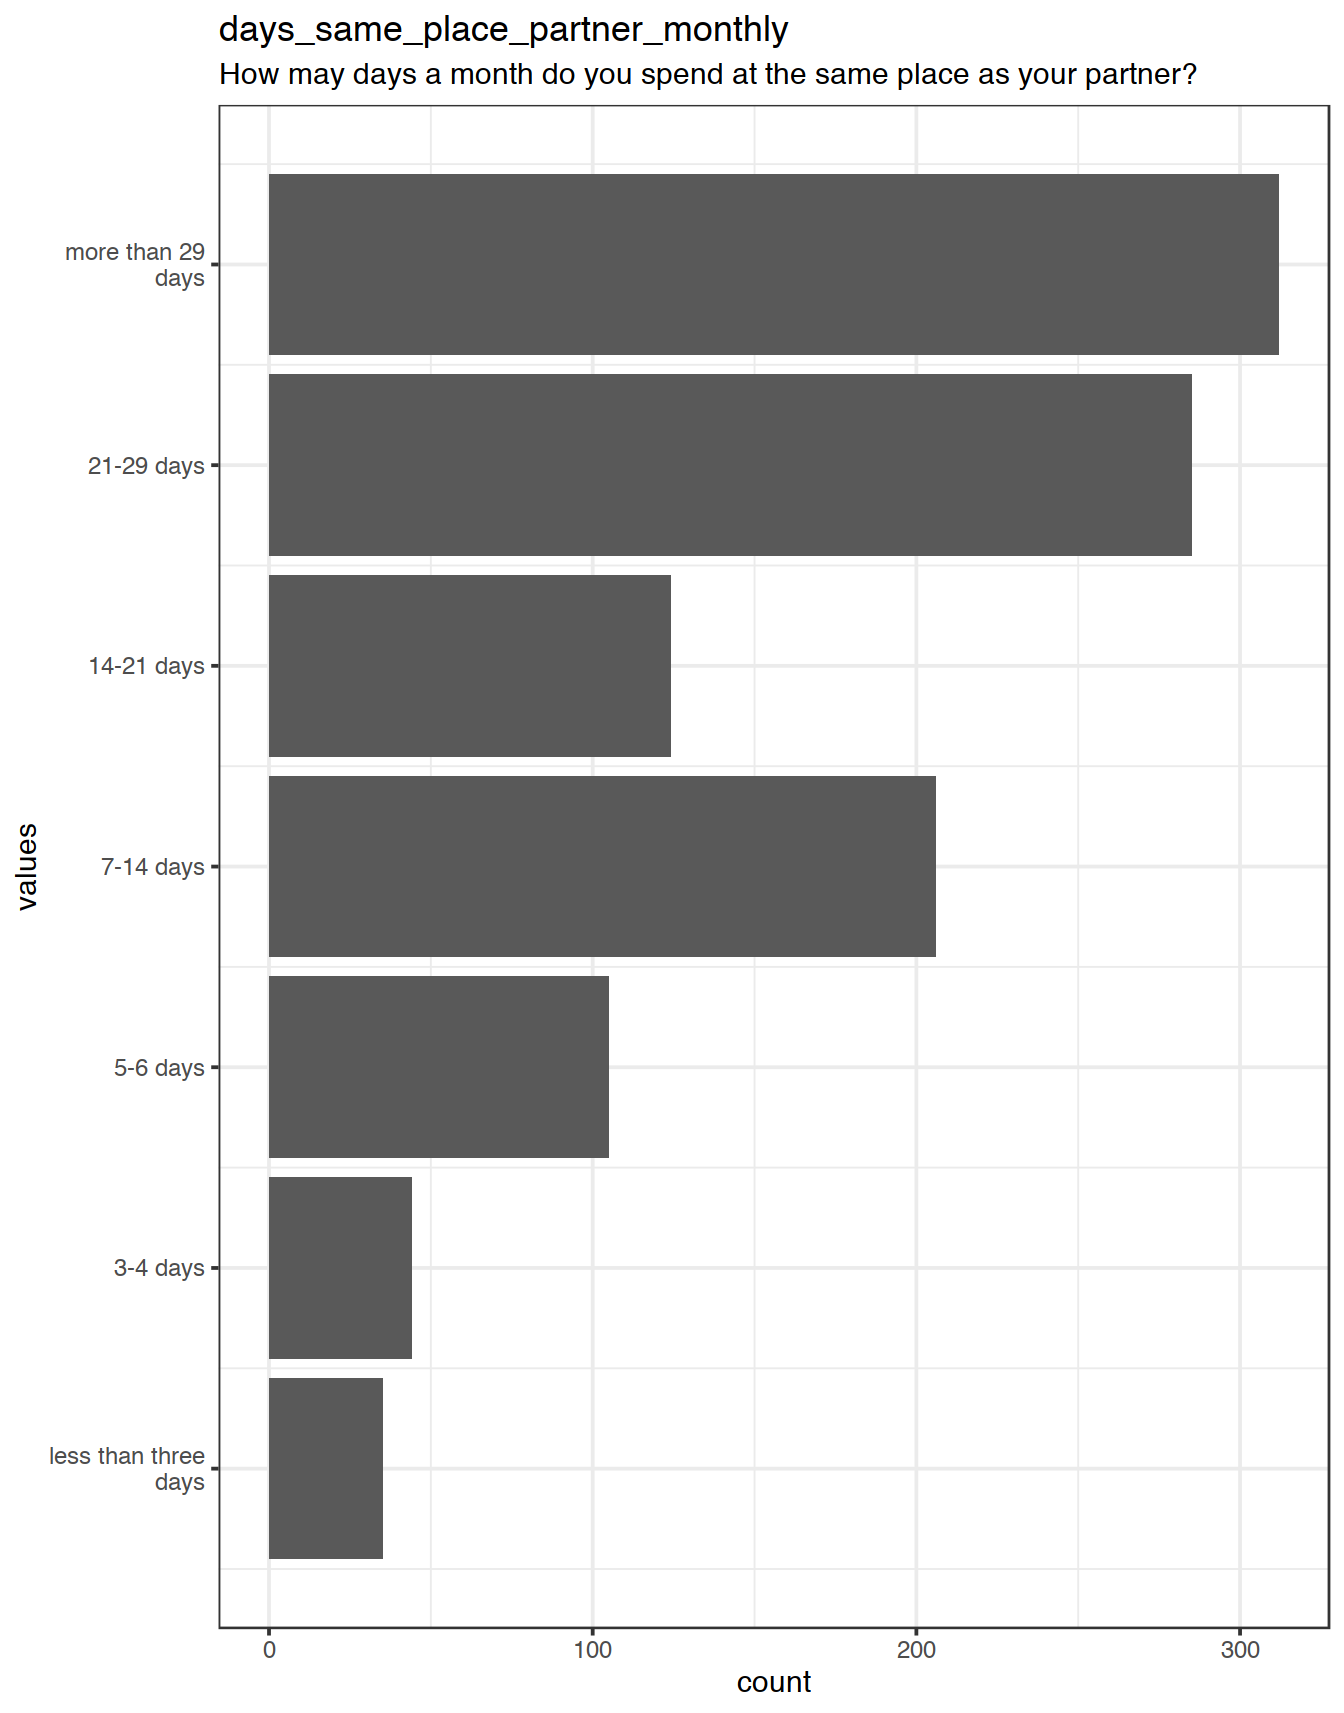 days_same_place_partner_monthly
How may days a month do you spend at the same place as your partner?
more than 29
days
21-29 days
14-21 days
7-14 days
5-6 days
3-4 days
less than three
days
values
0 100 200 300
count